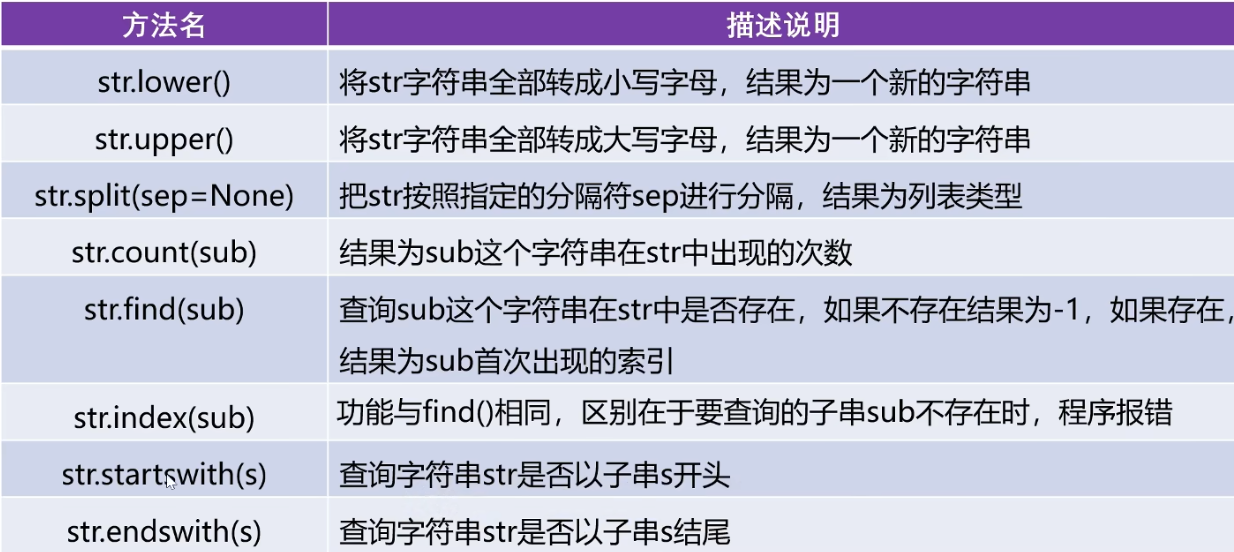 方法名 描述说明
str.lower() 将str字符串全部转成小写字母，结果为一个新的字符串
str.upper() 将str字符串全部转成大写字母，结果为一个新的字符串
str.split(sep=None) 把str按照指定的分隔符sep进行分隔，结果为列表类型
str.count(sub) 结果为sub这个字符串在str中出现的次数
str.find(sub) 查询sub这个字符串在str中是否存在，如果不存在结果为-1，如果存在，
结果为sub首次出现的索引
str.index(sub) 功能与find()相同，区别在于要查询的子串sub不存在时，程序报错
str.startswith(s) 查询字符串str是否以子串s开头
str.endswith(s) 查询字符串str是否以子串s结尾